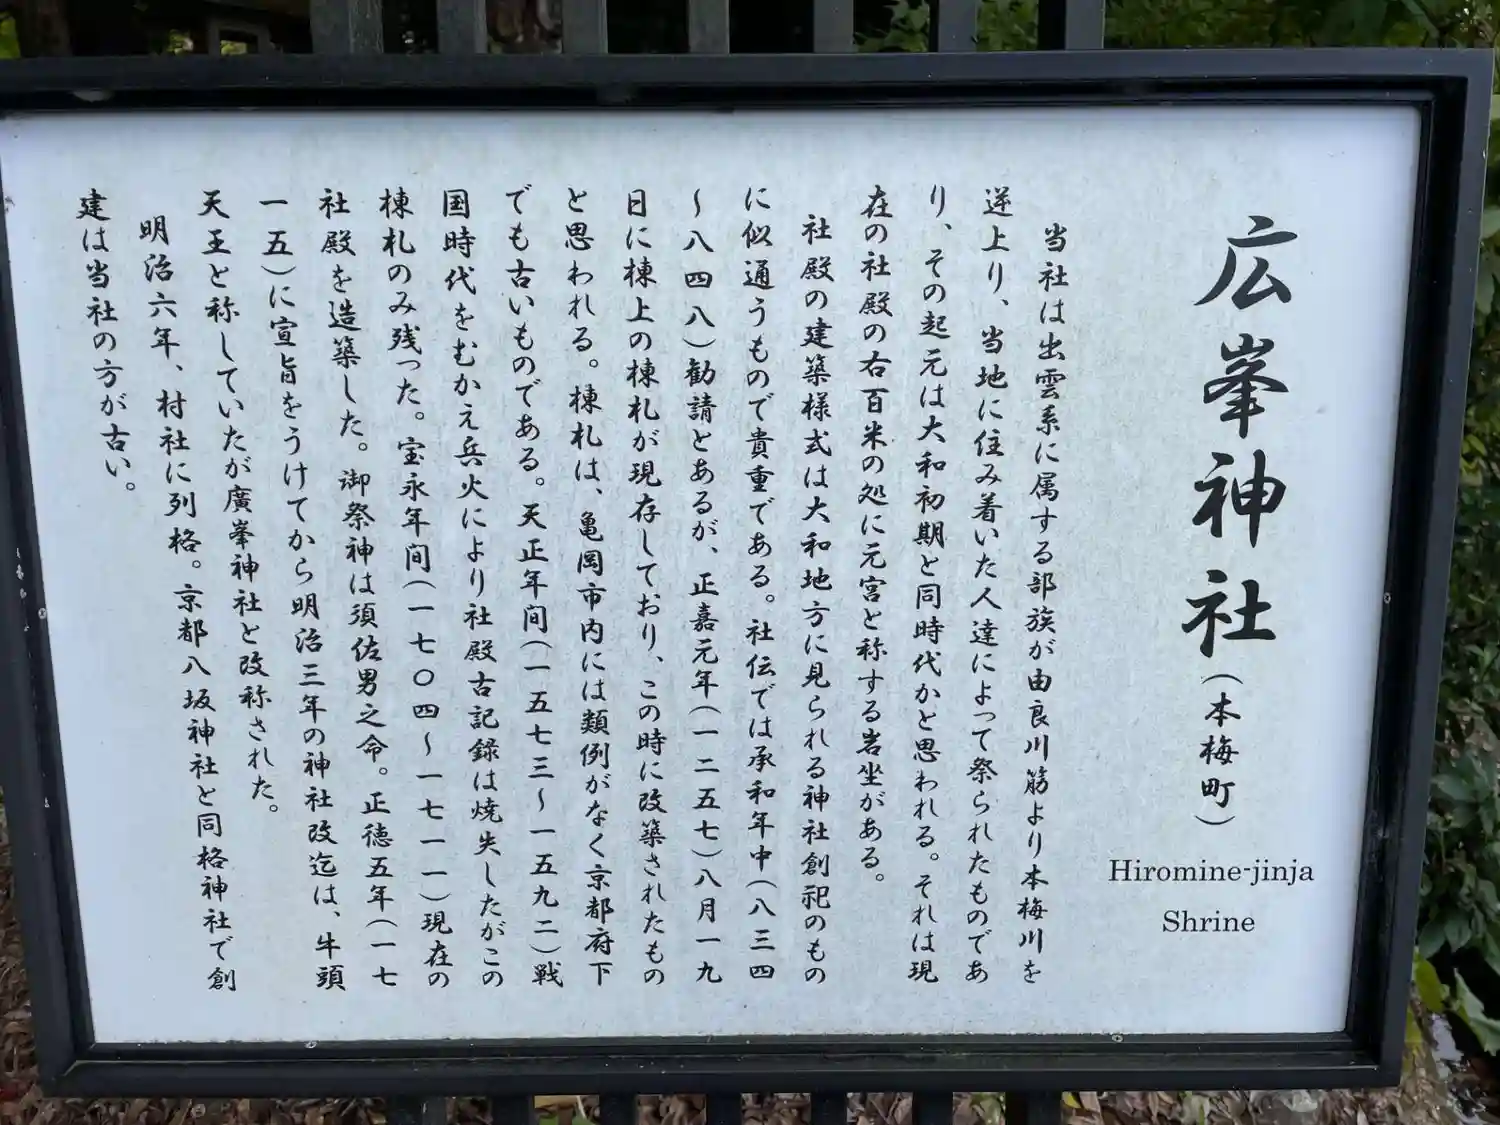 広峯神社(本梅町)
Hiromine-jinja
Shrine
当社は出雲系に属する部族が由良川筋より本梅川を
逆上り、当地に住み着いた人達によって祭られたものであ
り、その起元は大和初期と同時代かと思われる。それは現
在の社殿の右百米の処に元宮と称する岩坐がある。
社殿の建築様式は大和地方に見られる神社創祀のもの
に似通うもので貴重である。社伝では承和年中(八三四
～八四八)勧請とあるが、正嘉元年(一二五七)八月一九
日に棟上の棟札が現存しており、この時に改築されたもの
と思われる。棟札は、亀岡市内には類例がなく京都府下
でも古いものである。天正年间(一五七三～一五九二)戦
国時代をむかえ兵火により社殿古記録は焼失したがこの
棟札のみ残った。宝永年间(一七〇四～一七一一)現在の
社殿を造築した。御祭神は須佐男之命。正徳五年(一七
一五)に宣旨をうけてから明治三年の神社改迄は、牛頭
天王と称していたが廣峯神社と改称された。
明治六年、村社に列格。京都八坂神社と同格神社で創
建は当社の方が古い。